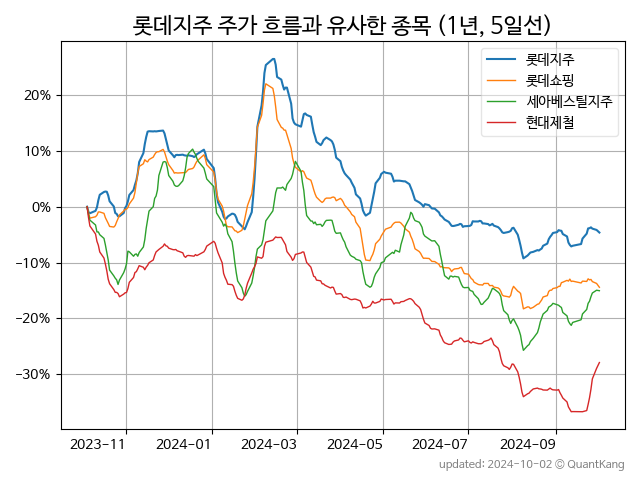 롯데지주 주가 흐름과 유사한 종목 (1년, 5일선)
롯데지주
롯데쇼핑
세아베스틸지주
현대제철
20%
10%
0%
−10%
−20%
−30%
2023−11
2024−01
2024−03
2024−05
2024−07
2024−09
updated: 2024-10-02 © QuantKang